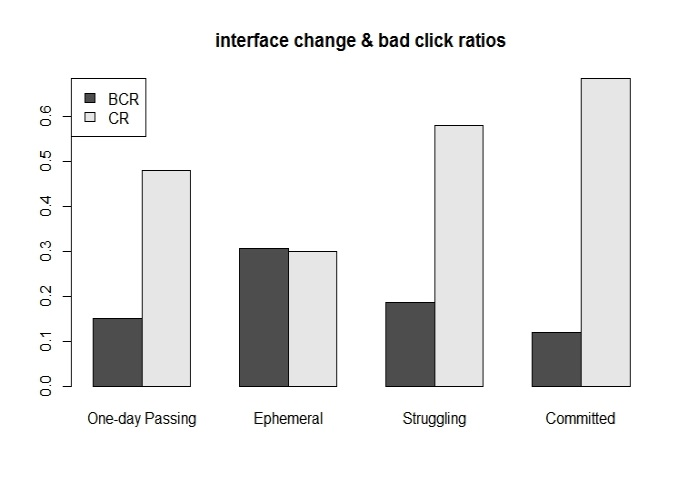 interface change & bad click ratios
BCR
CR
0.6
0.5
0.4
0.3
0.2
0.1
0.0
One-day Passing
Ephemeral
Struggling
Committed